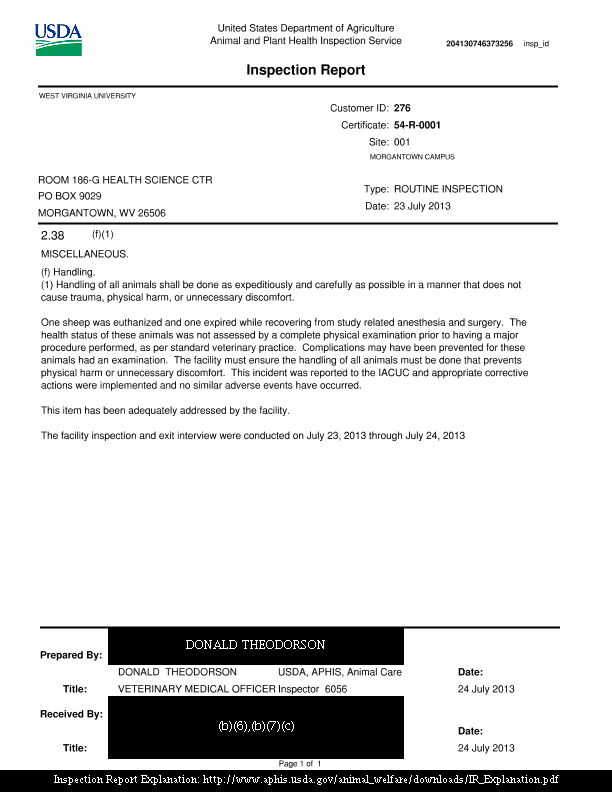 USDA
United States Department of Agriculture
Animal and Plant Health Inspection Service
204130746373256 insp_id
Inspection Report
WEST VIRGINIA UNIVERSITY
Customer ID: 276
Certificate: 54-R-0001
Site: 001
MORGANTOWN CAMPUS
ROOM 186-G HEALTH SCIENCE CTR
PO BOX 9029
MORGANTOWN, WV 26506
Type: ROUTINE INSPECTION
Date: 23 July 2013
2.38 (f)(1)
MISCELLANEOUS.
(f) Handling.
(1) Handling of all animals shall be done as expeditiously and carefully as possible in a manner that does not
cause trauma, physical harm, or unnecessary discomfort.
One sheep was euthanized and one expired while recovering from study related anesthesia and surgery. The
health status of these animals was not assessed by a complete physical examination prior to having a major
procedure performed, as per standard veterinary practice. Complications may have been prevented for these
animals had an examination. The facility must ensure the handling of all animals must be done that prevents
physical harm or unnecessary discomfort. This incident was reported to the IACUC and appropriate corrective
actions were implemented and no similar adverse events have occurred.
This item has been adequately addressed by the facility.
The facility inspection and exit interview were conducted on July 23, 2013 through July 24, 2013
DONALD THEODORSON
Prepared By:
DONALD THEODORSON USDA, APHIS, Animal Care Date:
Title: VETERINARY MEDICAL OFFICER Inspector 6056 24 July 2013
Received By:
(b)(6),(b)(7)(c)
Date:
Title: 24 July 2013
Page 1 of 1
Inspection Report Explanation: http://www.aphis.usda.gov/animal_welfare/downloads/IR_Explanation.pdf